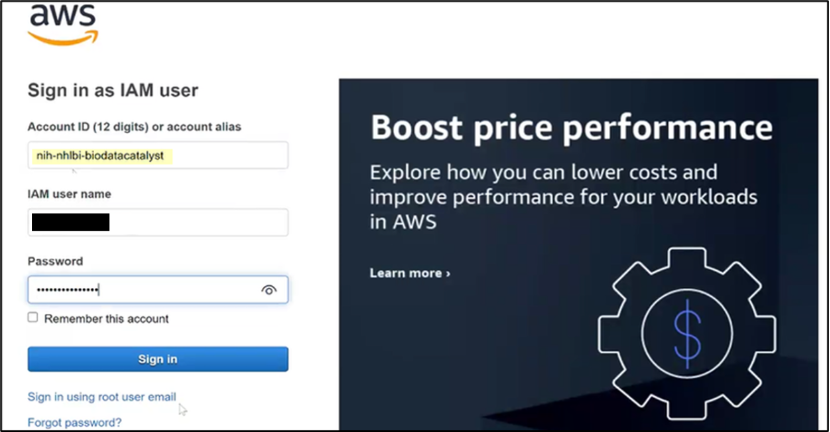 aws
Sign in as IAM user
Account ID (12 digits) or account alias
nih-nhlbi-biodatacatalyst
IAM user name
Password
•••••••••••••••
Remember this account
Sign in
Sign in using root user email
Forgot password?
Boost price performance
Explore how you can lower costs and
improve performance for your workloads
in AWS
Learn more ›
$